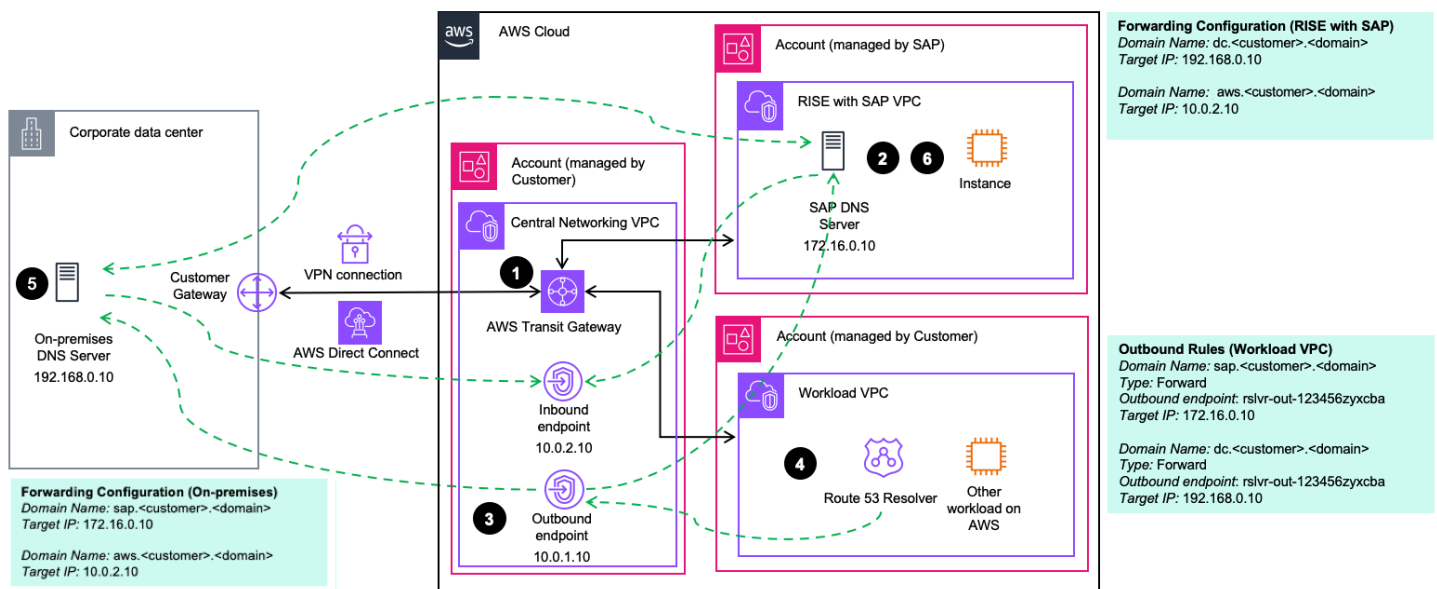 aws
AWS Cloud
Account (managed by SAP)
RISE with SAP VPC
2
6
SAP DNS
Server
172.16.0.10
Instance
Forwarding Configuration (RISE with SAP)
Domain Name: dc.<customer>.<domain>
Target IP: 192.168.0.10
Domain Name: aws.<customer>.<domain>
Target IP: 10.0.2.10
Corporate data center
5
On-premises
DNS Server
192.168.0.10
Customer
Gateway
VPN connection
AWS Direct Connect
Account (managed by
Customer)
Central Networking VPC
1
AWS Transit Gateway
Inbound
endpoint
10.0.2.10
3
Outbound
endpoint
10.0.1.10
Account (managed by Customer)
Workload VPC
4
Route 53 Resolver
Other
workload on
AWS
Outbound Rules (Workload VPC)
Domain Name: sap.<customer>.<domain>
Type: Forward
Outbound endpoint: rslvr-out-123456zyxcba
Target IP: 172.16.0.10
Domain Name: dc.<customer>.<domain>
Type: Forward
Outbound endpoint: rslvr-out-123456zyxcba
Target IP: 192.168.0.10
Forwarding Configuration (On-premises)
Domain Name: sap.<customer>.<domain>
Target IP: 172.16.0.10
Domain Name: aws.<customer>.<domain>
Target IP: 10.0.2.10